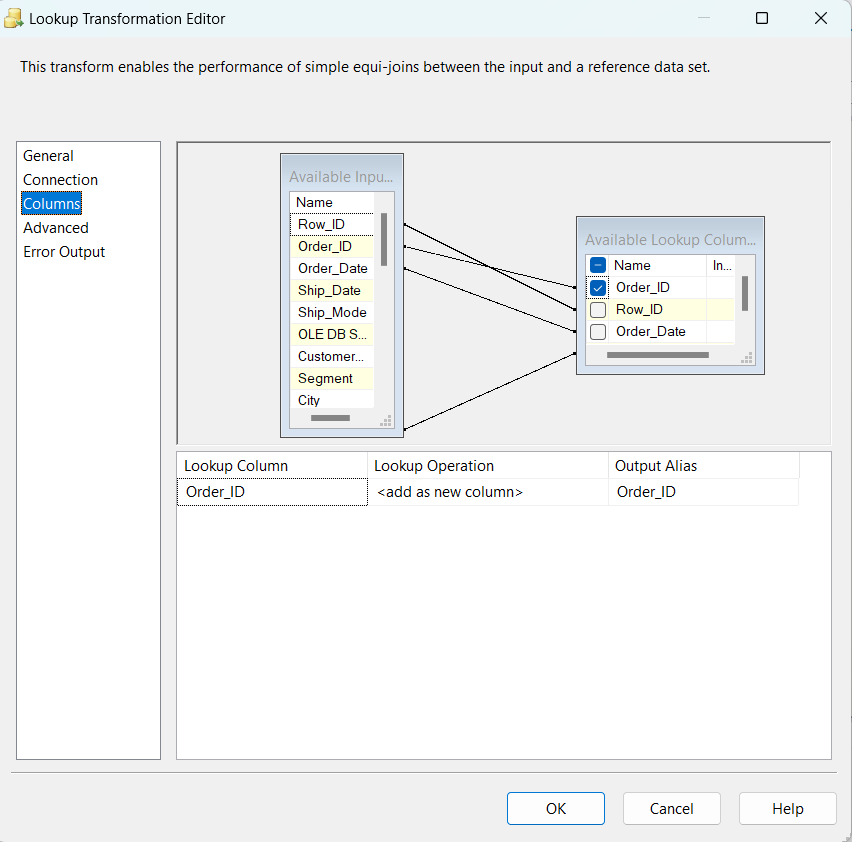 Lookup Transformation Editor
This transform enables the performance of simple equi-joins between the input and a reference data set.
General
Connection
Columns
Advanced
Error Output
Available Inpu...
Name
Row_ID
Order_ID
Order_Date
Ship_Date
Ship_Mode
OLE DB S...
Customer...
Segment
City
Available Lookup Colum...
Name In...
Order_ID
Row_ID
Order_Date
Lookup Column Lookup Operation Output Alias
Order_ID <add as new column> Order_ID
OK Cancel Help